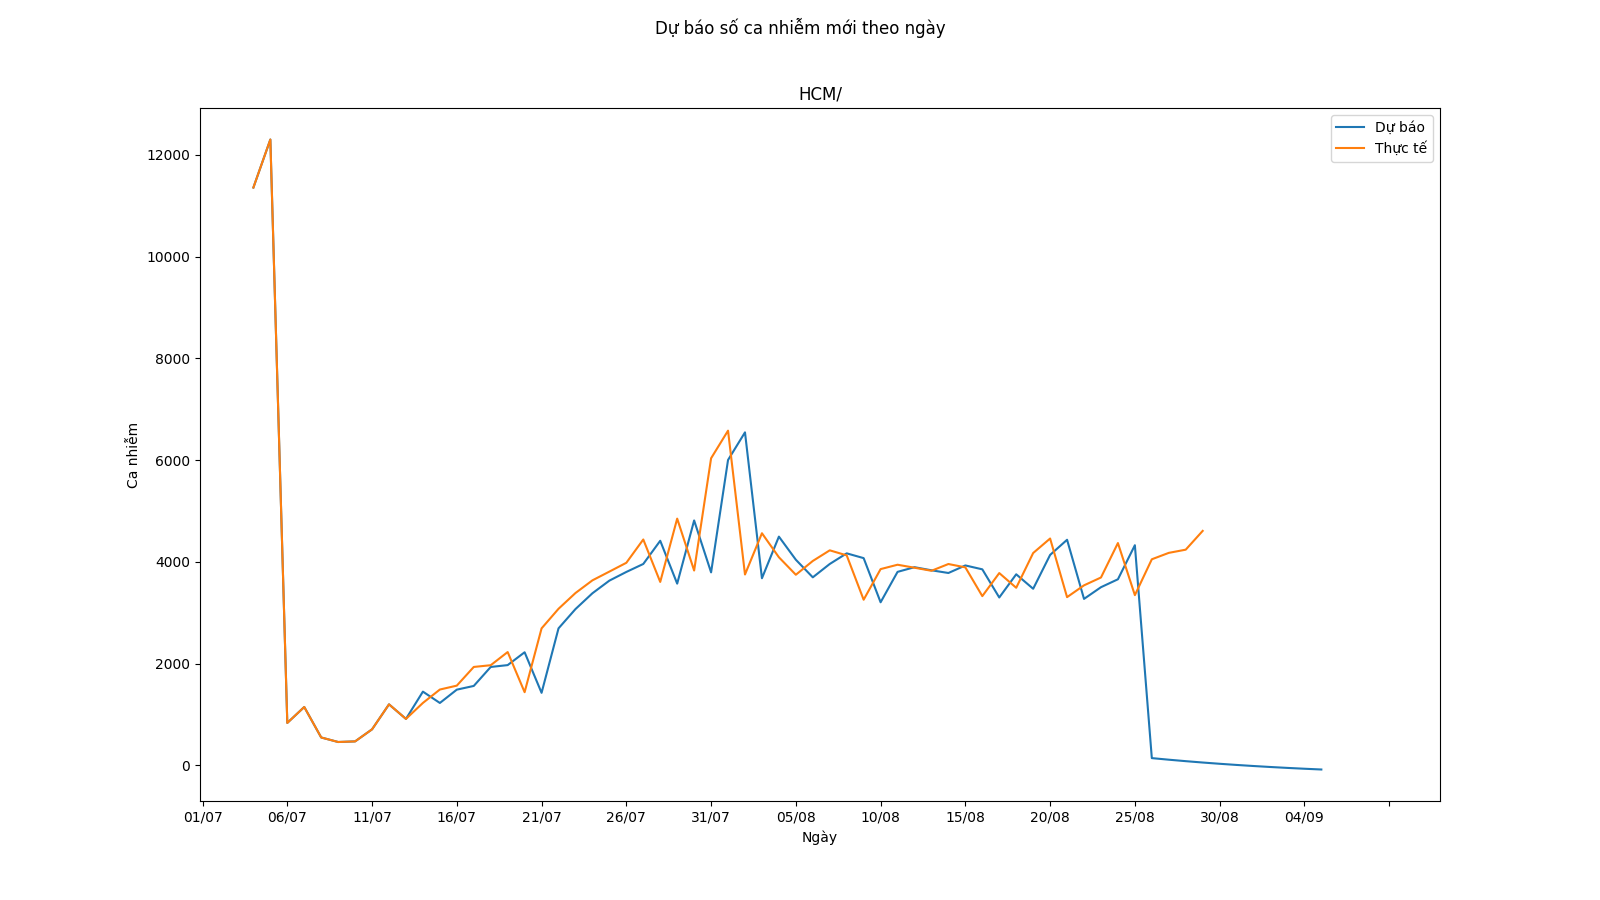 Dự báo số ca nhiễm mới theo ngày
HCM/
Dự báo
Thực tế
12000
10000
8000
6000
4000
2000
0
Ca nhiễm
01/07 06/07 11/07 16/07 21/07 26/07 31/07 05/08 10/08 15/08 20/08 25/08 30/08 04/09
Ngày